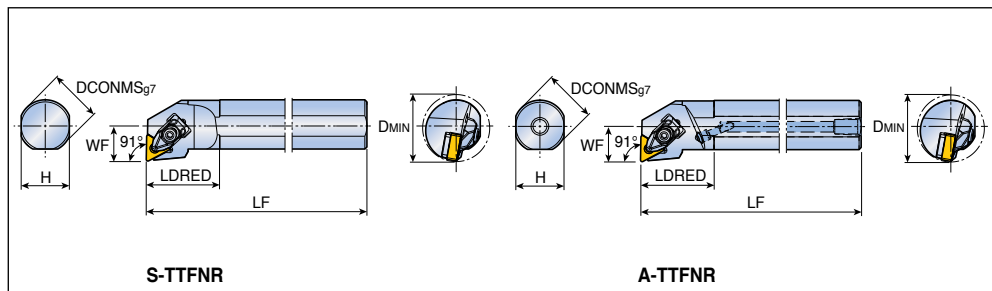 DCONMSg7
WF
91°
H
LDRED
LF
DMIN
S-TTFNR
DCONMSg7
WF
91°
H
LDRED
LF
DMIN
A-TTFNR